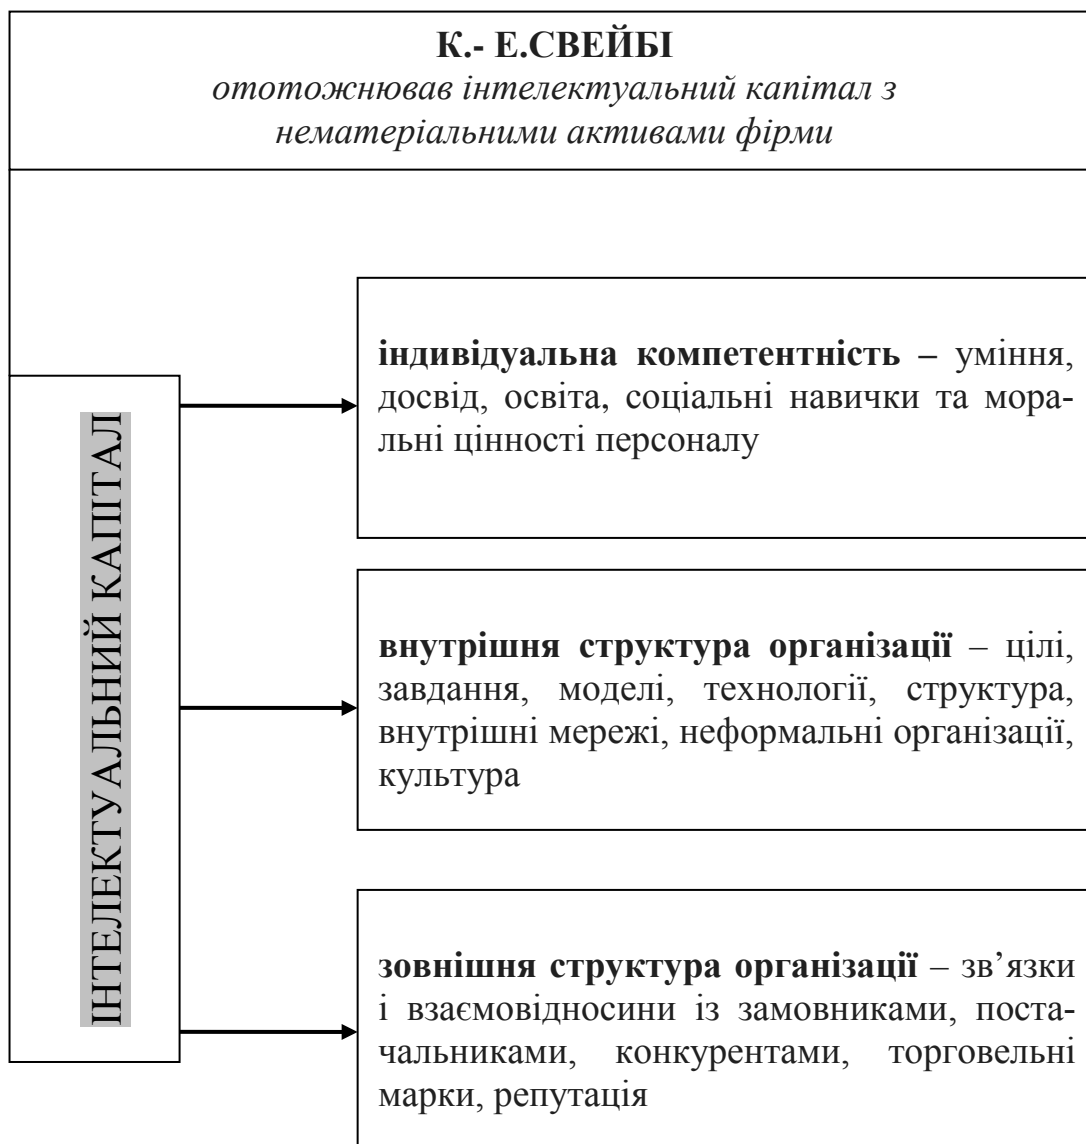 К.- Е.СВЕЙБІ
ототожнював інтелектуальний капітал з
нематеріальними активами фірми
ІНТЕЛЕКТУАЛЬНИЙ КАПІТАЛ
індивідуальна компетентність – уміння,
досвід, освіта, соціальні навички та мора-
льні цінності персоналу
внутрішня структура організації – цілі,
завдання, моделі, технології, структура,
внутрішні мережі, неформальні організації,
культура
зовнішня структура організації – зв’язки
і взаємовідносини із замовниками, поста-
чальниками, конкурентами, торговельні
марки, репутація